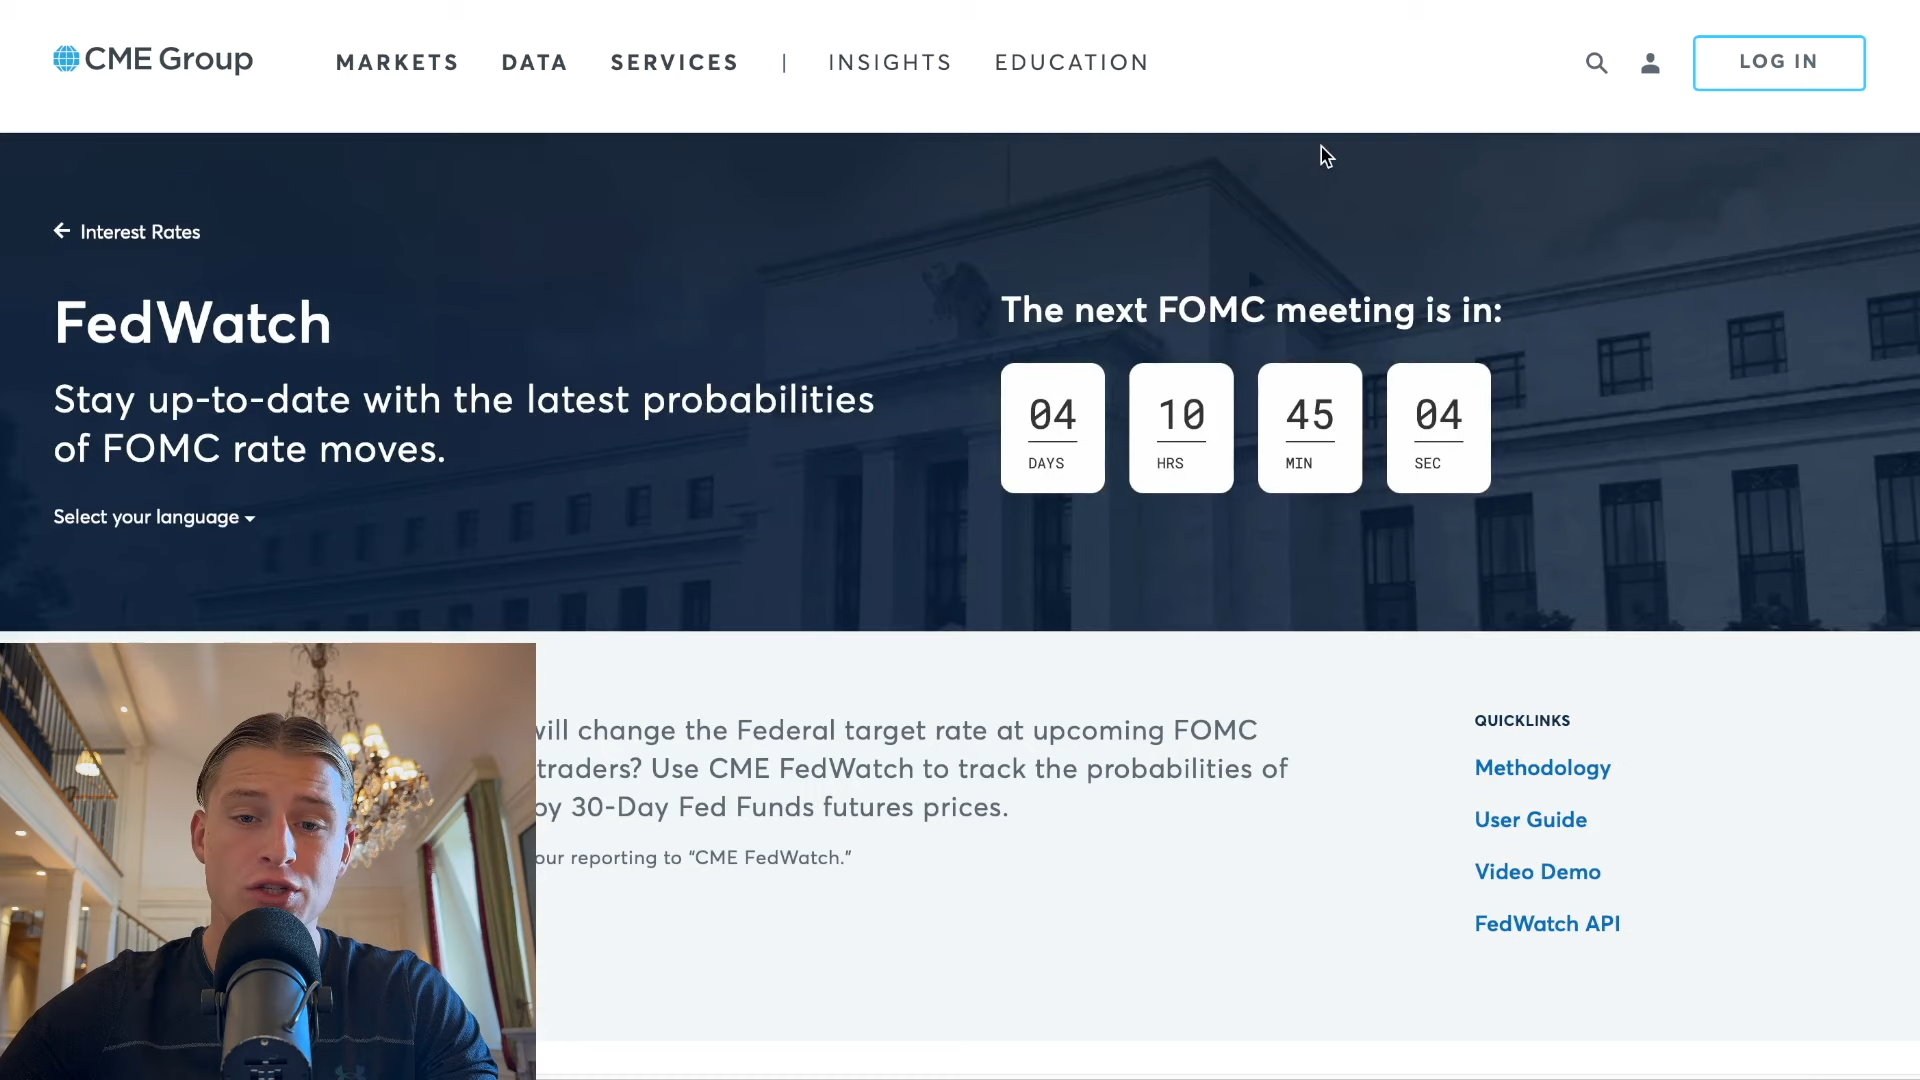 CME Group
MARKETS DATA SERVICES | INSIGHTS EDUCATION
LOG IN
Interest Rates
FedWatch
Stay up-to-date with the latest probabilities
of FOMC rate moves.
Select your language
The next FOMC meeting is in:
04 10 45 04
DAYS HRS MIN SEC
will change the Federal target rate at upcoming FOMC
traders? Use CME FedWatch to track the probabilities of
by 30-Day Fed Funds futures prices.
our reporting to “CME FedWatch.”
QUICKLINKS
Methodology
User Guide
Video Demo
FedWatch API